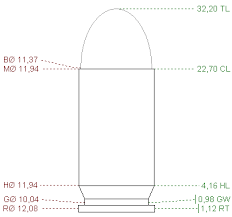 32,20 TL
BØ 11,37
MØ 11,94
22,70 CL
HØ 11,94
4,16 HL
GØ 10,04
0,98 GW
RØ 12,08
1,12 RT